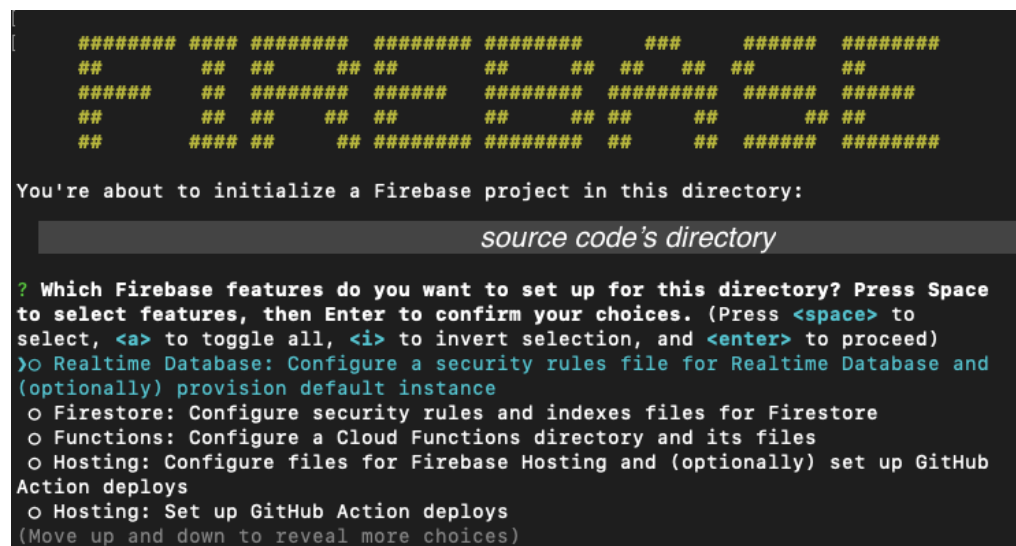 FIREBASE
You're about to initialize a Firebase project in this directory:
source code's directory
? Which Firebase features do you want to set up for this directory? Press Space
to select features, then Enter to confirm your choices. (Press <space> to
select, <a> to toggle all, <i> to invert selection, and <enter> to proceed)
❯○ Realtime Database: Configure a security rules file for Realtime Database and
(optionally) provision default instance
○ Firestore: Configure security rules and indexes files for Firestore
○ Functions: Configure a Cloud Functions directory and its files
○ Hosting: Configure files for Firebase Hosting and (optionally) set up GitHub
Action deploys
○ Hosting: Set up GitHub Action deploys
(Move up and down to reveal more choices)